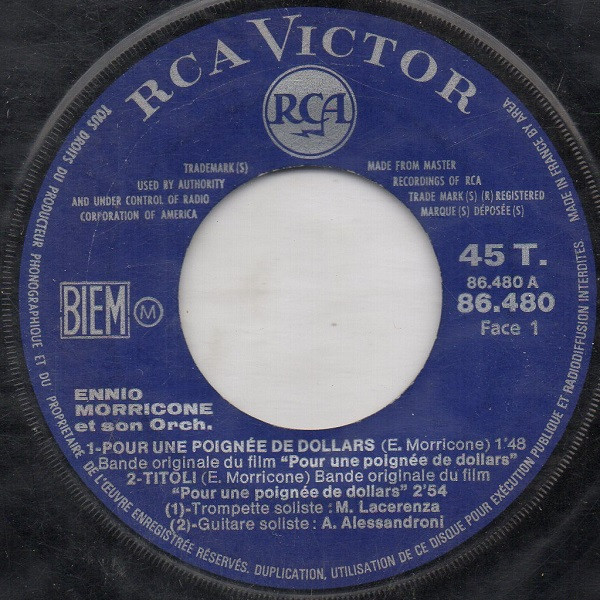 RCA VICTOR
RCA
TRADEMARK(S)
USED BY AUTHORITY
AND UNDER CONTROL OF RADIO
CORPORATION OF AMERICA
MADE FROM MASTER
RECORDINGS OF RCA
TRADE MARK(S) (R) REGISTERED
MARQUE(S) DÉPOSÉE(S)
45 T.
86.480 A
86.480
Face 1
BIEM M
ENNIO
MORRICONE
et son Orch.
1-POUR UNE POIGNÉE DE DOLLARS (E. Morricone) 1'48
Bande originale du film "Pour une poignée de dollars"
2-TITOLI (E. Morricone) Bande originale du film
"Pour une poignée de dollars" 2'54
(1)-Trompette soliste : M. Lacerenza
(2)-Guitare soliste : A. Alessandroni
TOUS DROITS DU PRODUCTEUR PHONOGRAPHIQUE ET DU PROPRIETAIRE DE L'ŒUVRE ENREGISTRÉE RÉSERVÉS. DUPLICATION, UTILISATION DE CE DISQUE POUR EXÉCUTION PUBLIQUE ET RADIODIFFUSION INTERDITES. MADE IN FRANCE BY AREA